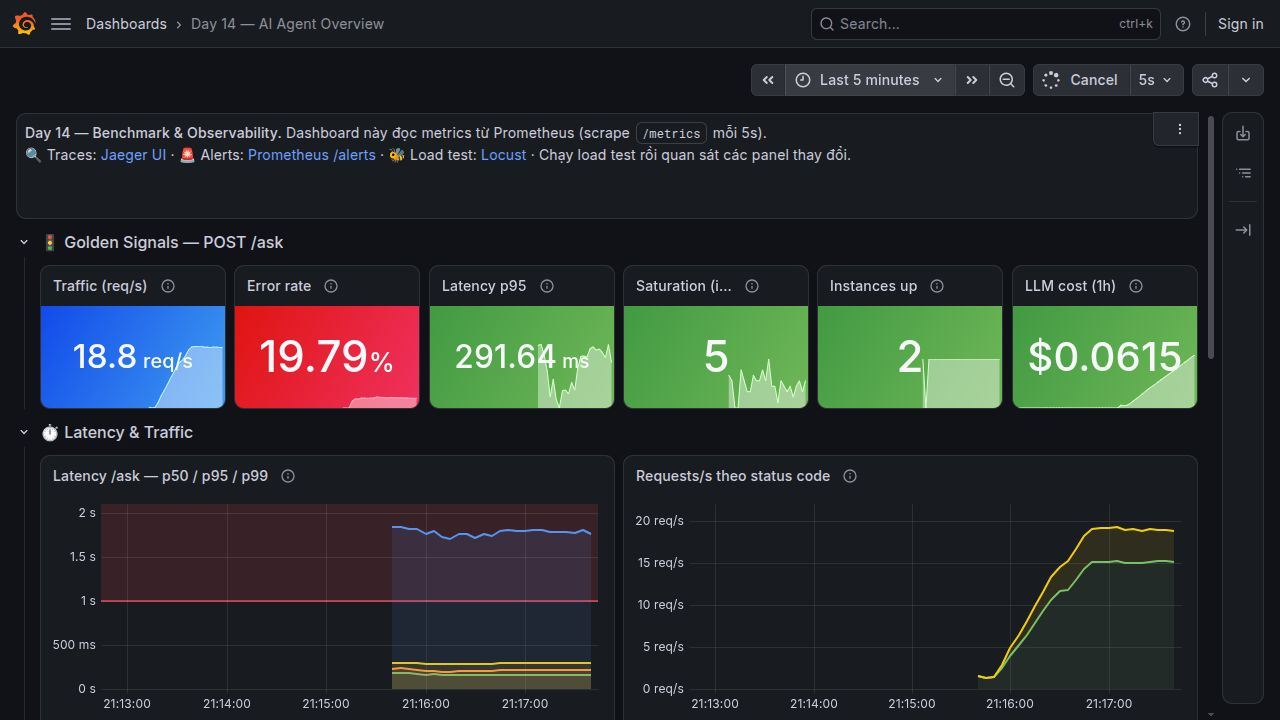 Dashboards › Day 14 — AI Agent Overview
Search... ctrl+k
Sign in
Last 5 minutes
Cancel
5s
Day 14 — Benchmark & Observability. Dashboard này đọc metrics từ Prometheus (scrape /metrics mỗi 5s).
🔍 Traces: Jaeger UI · 🚨 Alerts: Prometheus /alerts · 🐝 Load test: Locust · Chạy load test rồi quan sát các panel thay đổi.
🚦 Golden Signals — POST /ask
Traffic (req/s)
18.8 req/s
Error rate
19.79%
Latency p95
291.64 ms
Saturation (i...
5
Instances up
2
LLM cost (1h)
$0.0615
⏱️ Latency & Traffic
Latency /ask — p50 / p95 / p99
2 s
1.5 s
1 s
500 ms
0 s
21:13:00 21:14:00 21:15:00 21:16:00 21:17:00
Requests/s theo status code
20 req/s
15 req/s
10 req/s
5 req/s
0 req/s
21:13:00 21:14:00 21:15:00 21:16:00 21:17:00